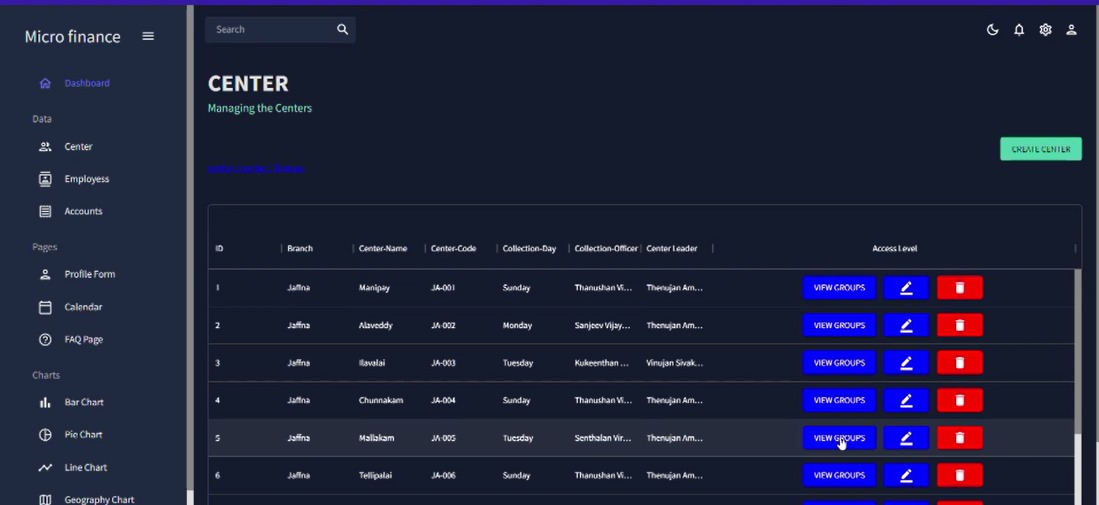 Micro finance
Search
Dashboard
Data
Center
Employess
Accounts
Pages
Profile Form
Calendar
FAQ Page
Charts
Bar Chart
Pie Chart
Line Chart
Geography Chart
CENTER
Managing the Centers
CREATE CENTER
ID Branch Center-Name Center-Code Collection-Day Collection-Officer Center Leader Access Level
1 Jaffna Manipay JA-001 Sunday Thanushan Vi... Thenujan Am... VIEW GROUPS
2 Jaffna Alaveddy JA-002 Monday Sanjeev Vijay... Thenujan Am... VIEW GROUPS
3 Jaffna Ilavalai JA-003 Tuesday Kukeenthan ... Vinujan Sivak... VIEW GROUPS
4 Jaffna Chunnakam JA-004 Sunday Thanushan Vi... Thenujan Am... VIEW GROUPS
5 Jaffna Mallakam JA-005 Tuesday Senthalan Vir... Thenujan Am... VIEW GROUPS
6 Jaffna Tellipalai JA-006 Sunday Thanushan Vi... Thenujan Am... VIEW GROUPS